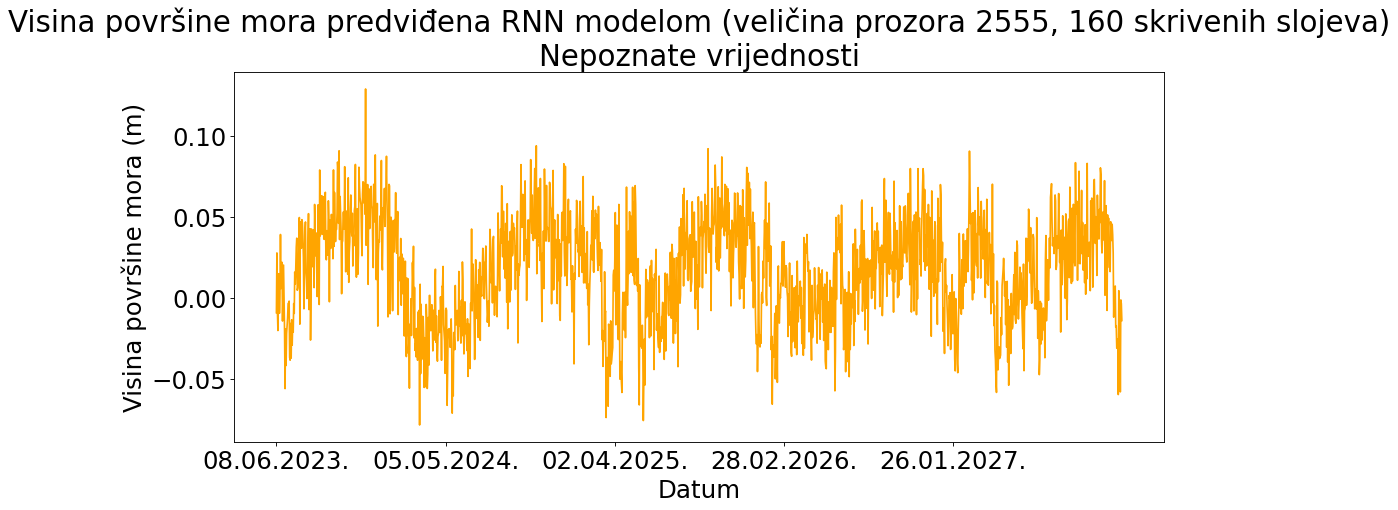 Visina površine mora predviđena RNN modelom (veličina prozora 2555, 160 skrivenih slojeva)
Nepoznate vrijednosti
Visina površine mora (m)
0.10
0.05
0.00
−0.05
08.06.2023. 05.05.2024. 02.04.2025. 28.02.2026. 26.01.2027.
Datum